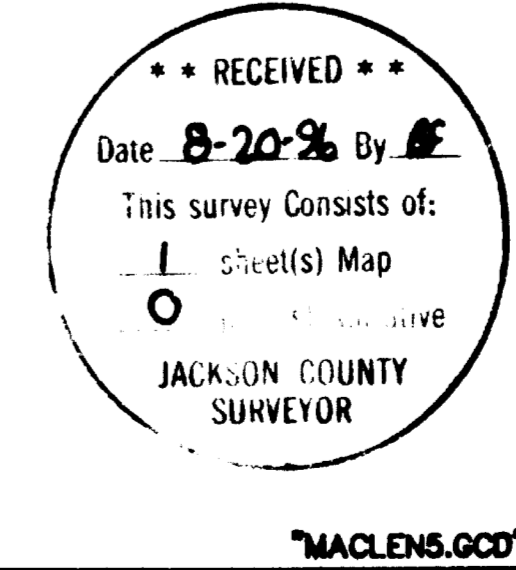 * * RECEIVED * *
Date 8-20-96 By
This survey Consists of:
1 sheet(s) Map
0
JACKSON COUNTY
SURVEYOR
"MACLEN5.GCD"